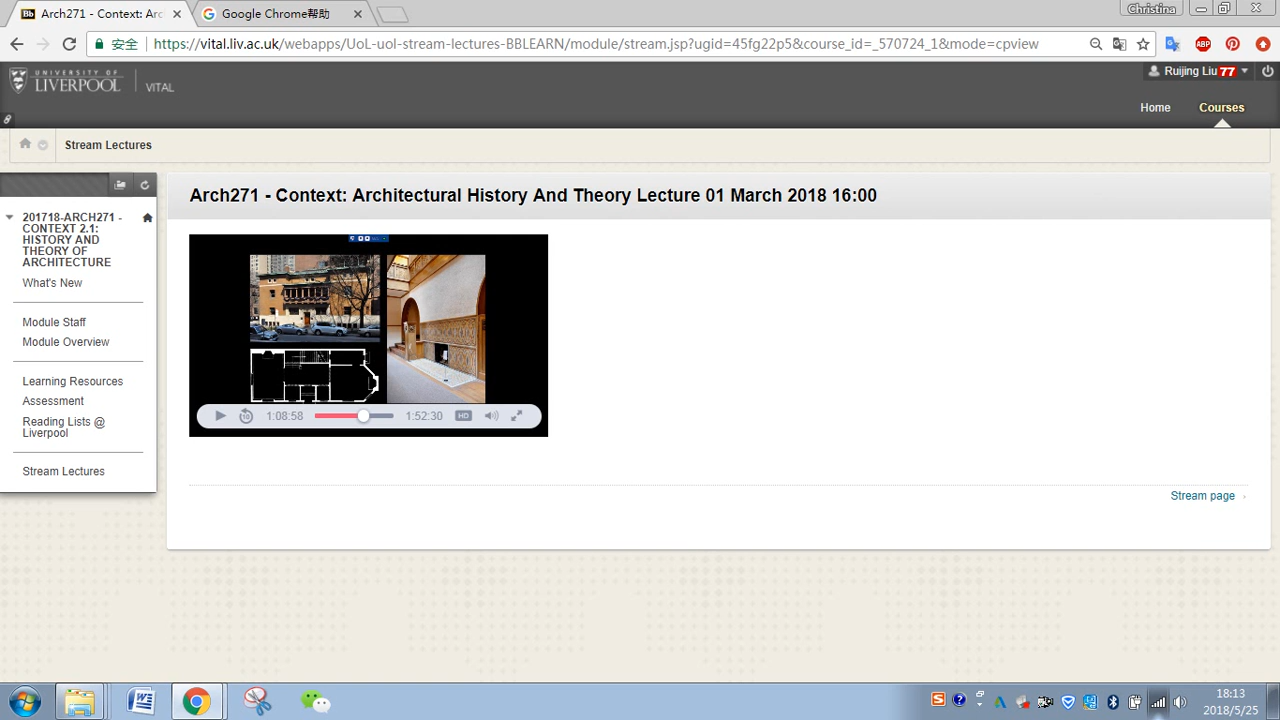 Arch271 - Context: Arc
Google Chrome帮助
Christina
安全
https://vital.liv.ac.uk/webapps/UoL-uol-stream-lectures-BBLEARN/module/stream.jsp?ugid=45fg22p5&course_id=_570724_1&mode=cpview
ABP
UNIVERSITY OF
LIVERPOOL
VITAL
Ruijing Liu 77
Home
Courses
Stream Lectures
201718-ARCH271 -
CONTEXT 2.1:
HISTORY AND
THEORY OF
ARCHITECTURE
What's New
Module Staff
Module Overview
Learning Resources
Assessment
Reading Lists @
Liverpool
Stream Lectures
Arch271 - Context: Architectural History And Theory Lecture 01 March 2018 16:00
10
1:08:58
1:52:30
HD
Stream page
18:13
2018/5/25